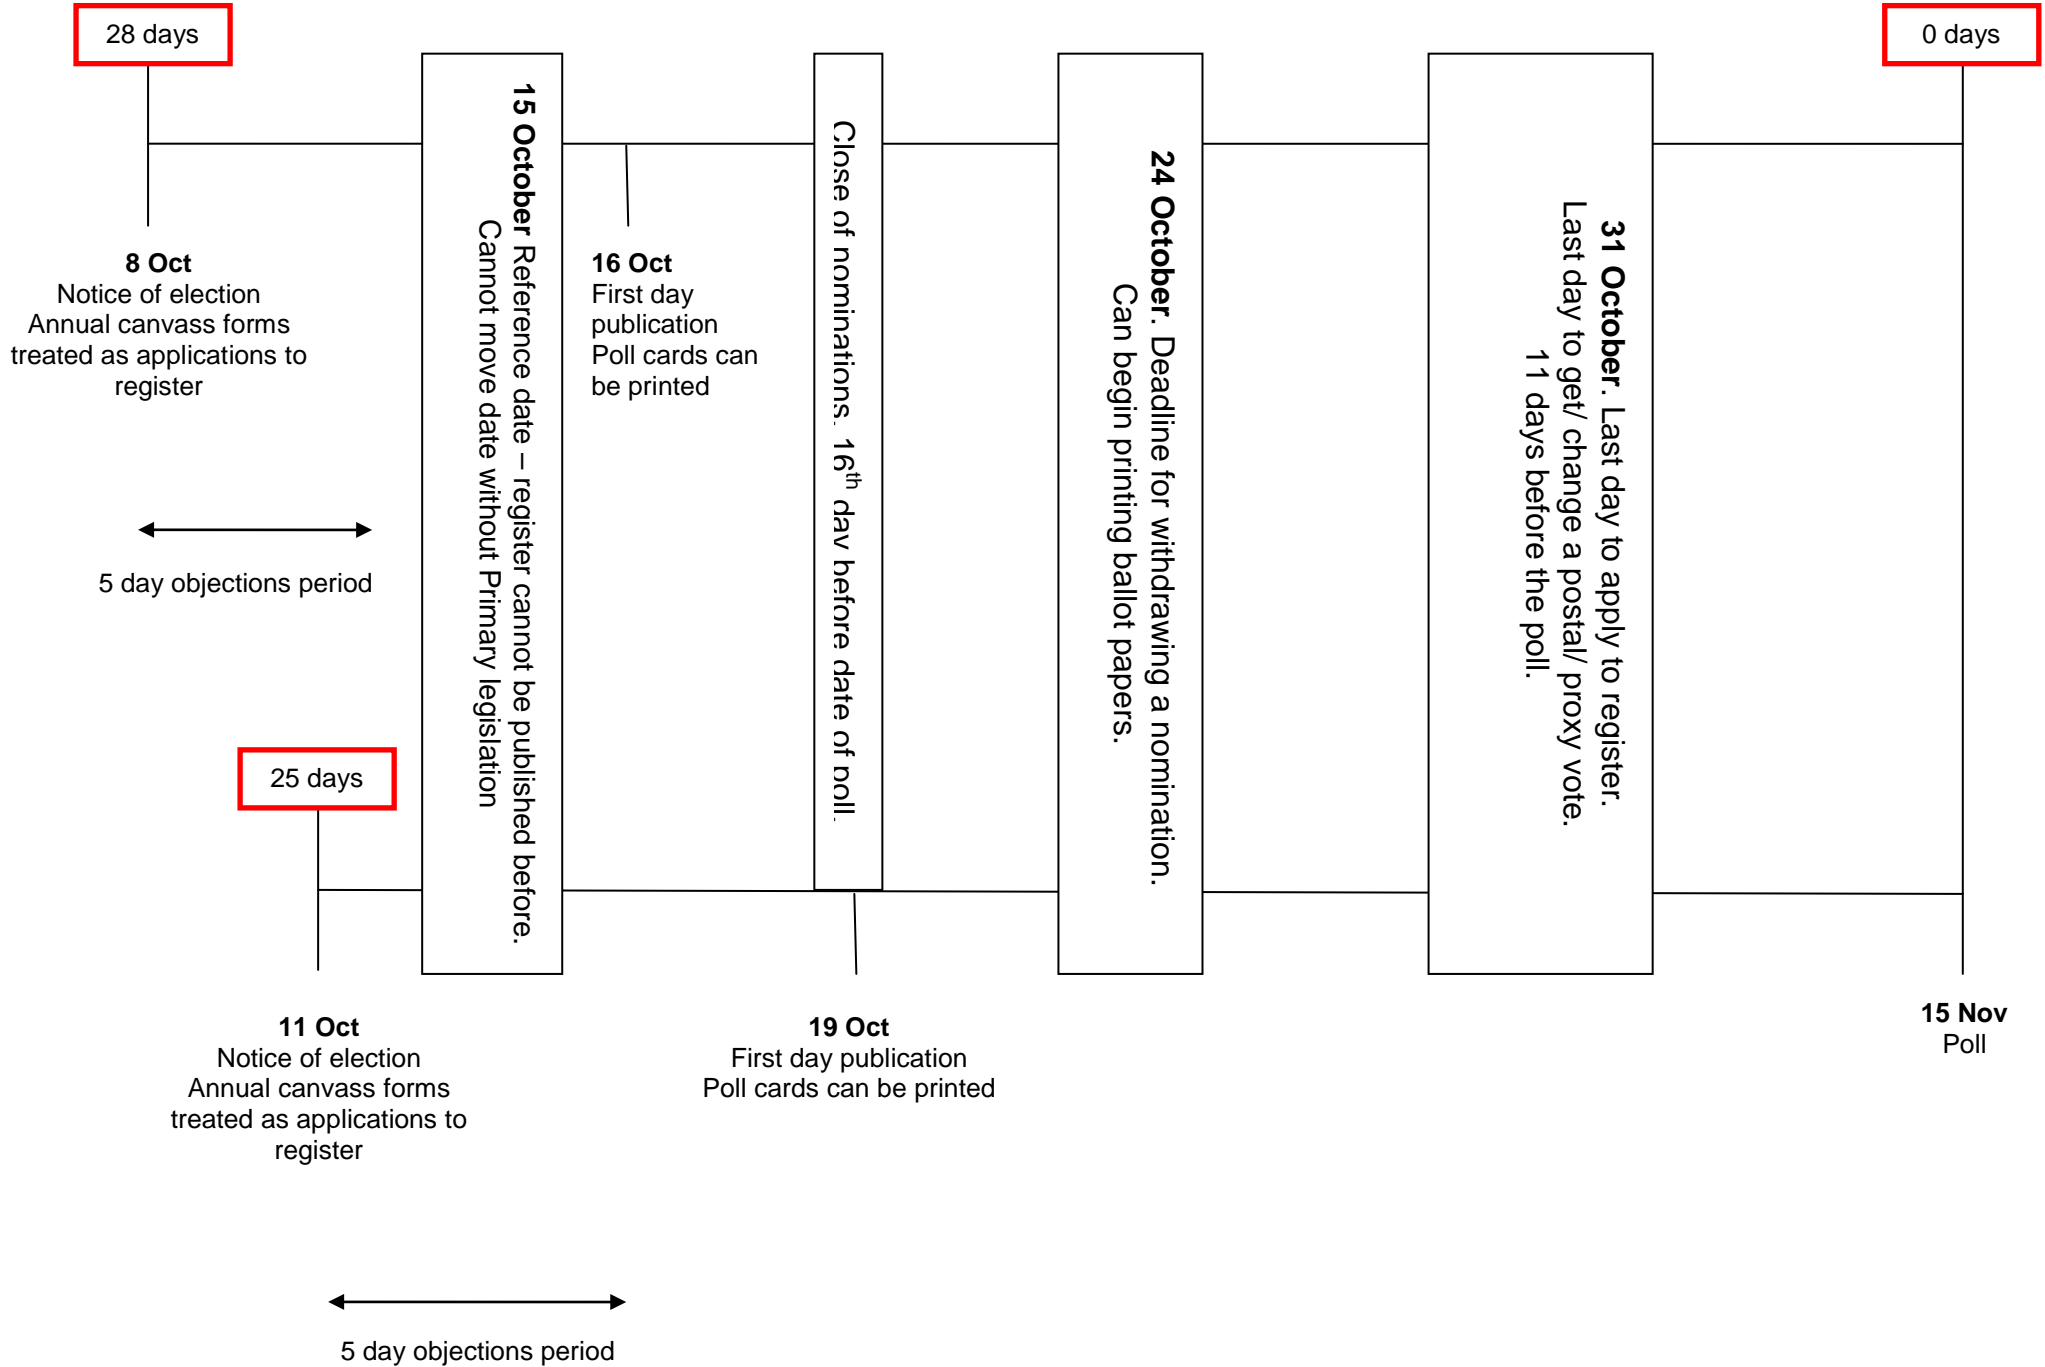 28 days
0 days
15 October Reference date – register cannot be published before.
Cannot move date without Primary legislation
Close of nominations. 16th day before date of poll.
24 October. Deadline for withdrawing a nomination.
Can begin printing ballot papers.
31 October. Last day to apply to register.
Last day to get/ change a postal/ proxy vote.
11 days before the poll.
8 Oct
Notice of election
Annual canvass forms
treated as applications to
register
16 Oct
First day
publication
Poll cards can
be printed
5 day objections period
25 days
11 Oct
Notice of election
Annual canvass forms
treated as applications to
register
19 Oct
First day publication
Poll cards can be printed
15 Nov
Poll
5 day objections period